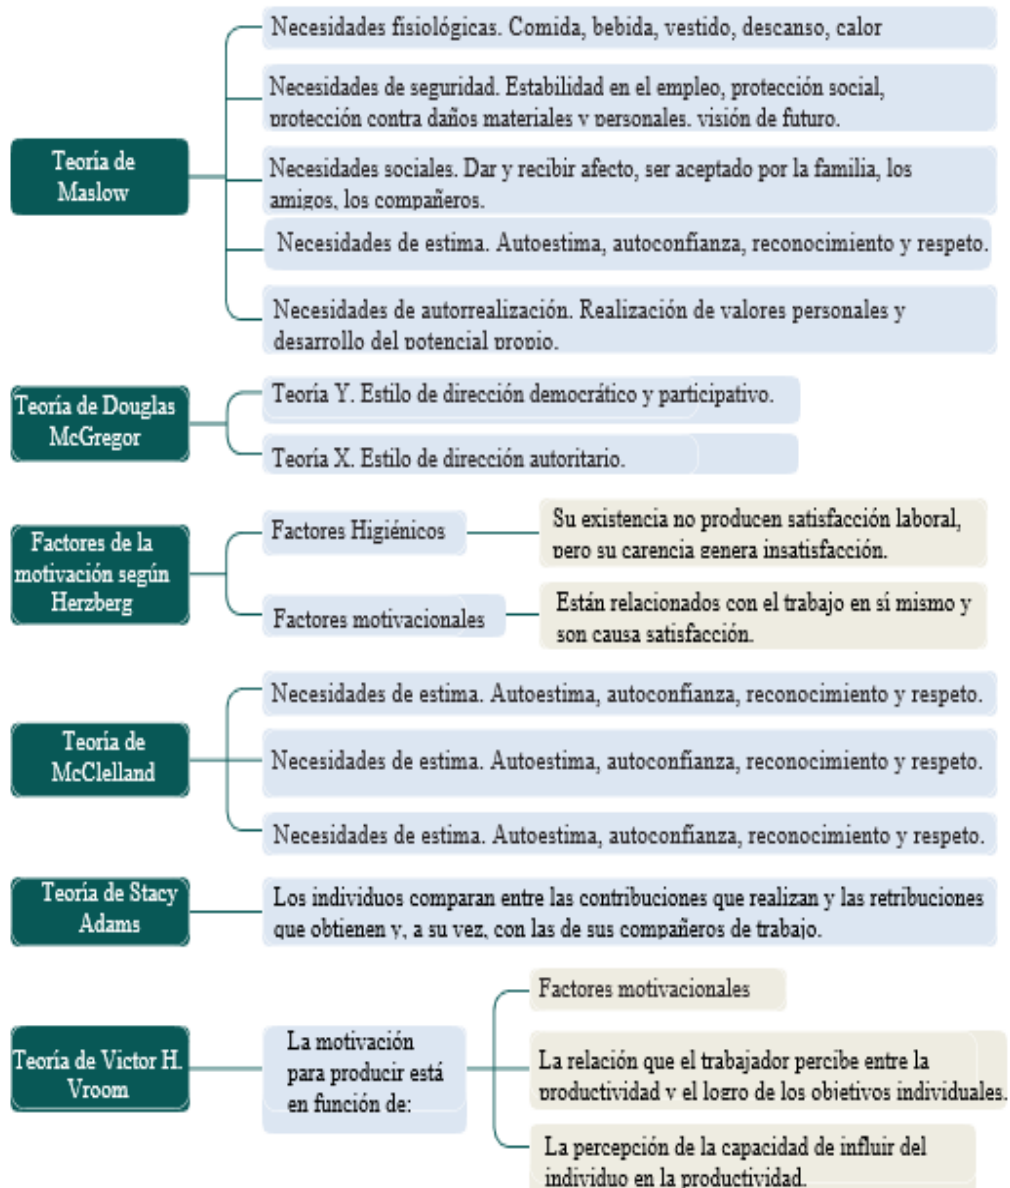 Teoría de
Maslow
Necesidades fisiológicas. Comida, bebida, vestido, descanso, calor
Necesidades de seguridad. Estabilidad en el empleo, protección social,
protección contra daños materiales y personales, visión de futuro.
Necesidades sociales. Dar y recibir afecto, ser aceptado por la familia, los
amigos, los compañeros.
Necesidades de estima. Autoestima, autoconfianza, reconocimiento y respeto.
Necesidades de autorrealización. Realización de valores personales y
desarrollo del potencial propio.
Teoría de Douglas
McGregor
Teoría Y. Estilo de dirección democrático y participativo.
Teoría X. Estilo de dirección autoritario.
Factores de la
motivación según
Herzberg
Factores Higiénicos
Su existencia no producen satisfacción laboral,
pero su carencia genera insatisfacción.
Factores motivacionales
Están relacionados con el trabajo en sí mismo y
son causa satisfacción.
Teoría de
McClelland
Necesidades de estima. Autoestima, autoconfianza, reconocimiento y respeto.
Necesidades de estima. Autoestima, autoconfianza, reconocimiento y respeto.
Necesidades de estima. Autoestima, autoconfianza, reconocimiento y respeto.
Teoría de Stacy
Adams
Los individuos comparan entre las contribuciones que realizan y las retribuciones
que obtienen y, a su vez, con las de sus compañeros de trabajo.
Teoría de Victor H.
Vroom
La motivación
para producir está
en función de:
Factores motivacionales
La relación que el trabajador percibe entre la
productividad y el logro de los objetivos individuales.
La percepción de la capacidad de influir del
individuo en la productividad.